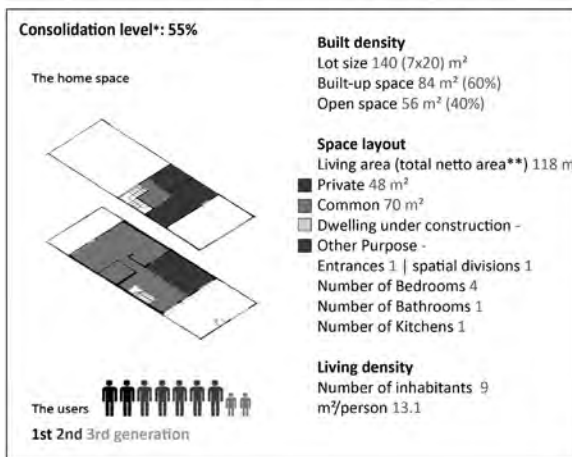 Consolidation level*: 55%
The home space
The users
1st 2nd 3rd generation
Built density
Lot size 140 (7x20) m²
Built-up space 84 m² (60%)
Open space 56 m² (40%)
Space layout
Living area (total netto area**) 118 m
Private 48 m²
Common 70 m²
Dwelling under construction -
Other Purpose -
Entrances 1 | spatial divisions 1
Number of Bedrooms 4
Number of Bathrooms 1
Number of Kitchens 1
Living density
Number of inhabitants 9
m²/person 13.1